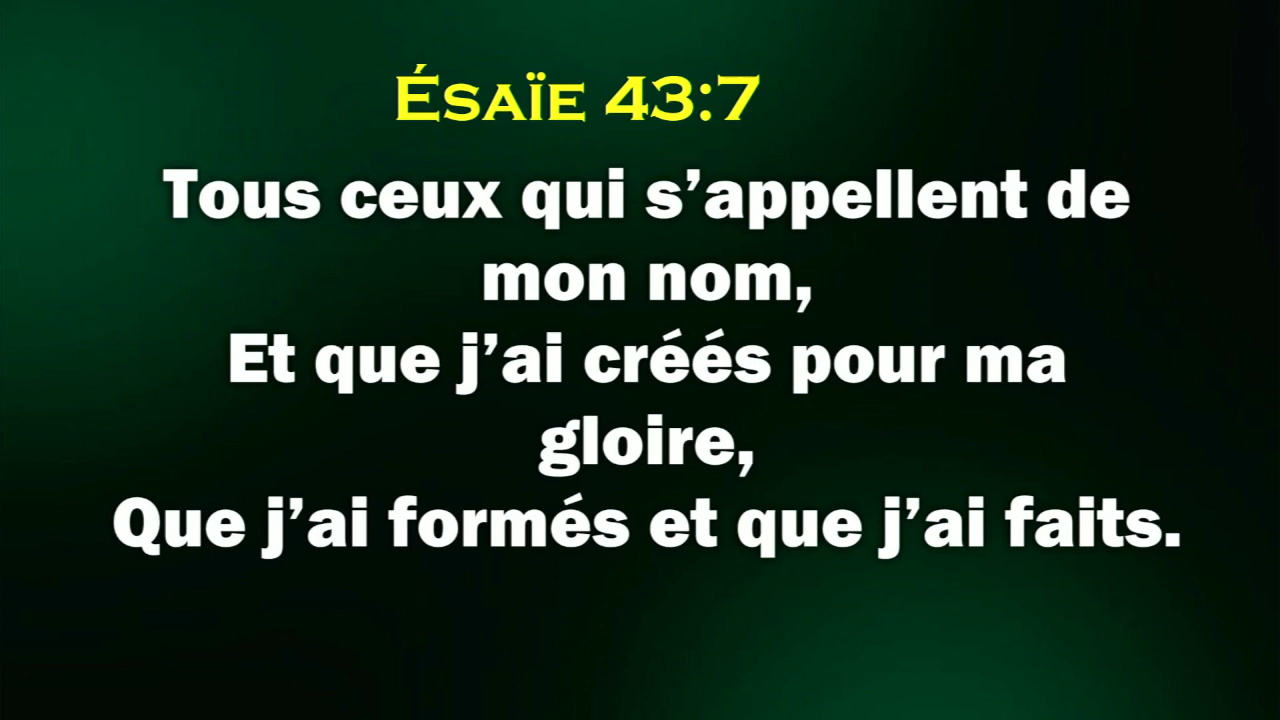 Ésaïe 43:7
Tous ceux qui s’appellent de
mon nom,
Et que j’ai créés pour ma
gloire,
Que j’ai formés et que j’ai faits.